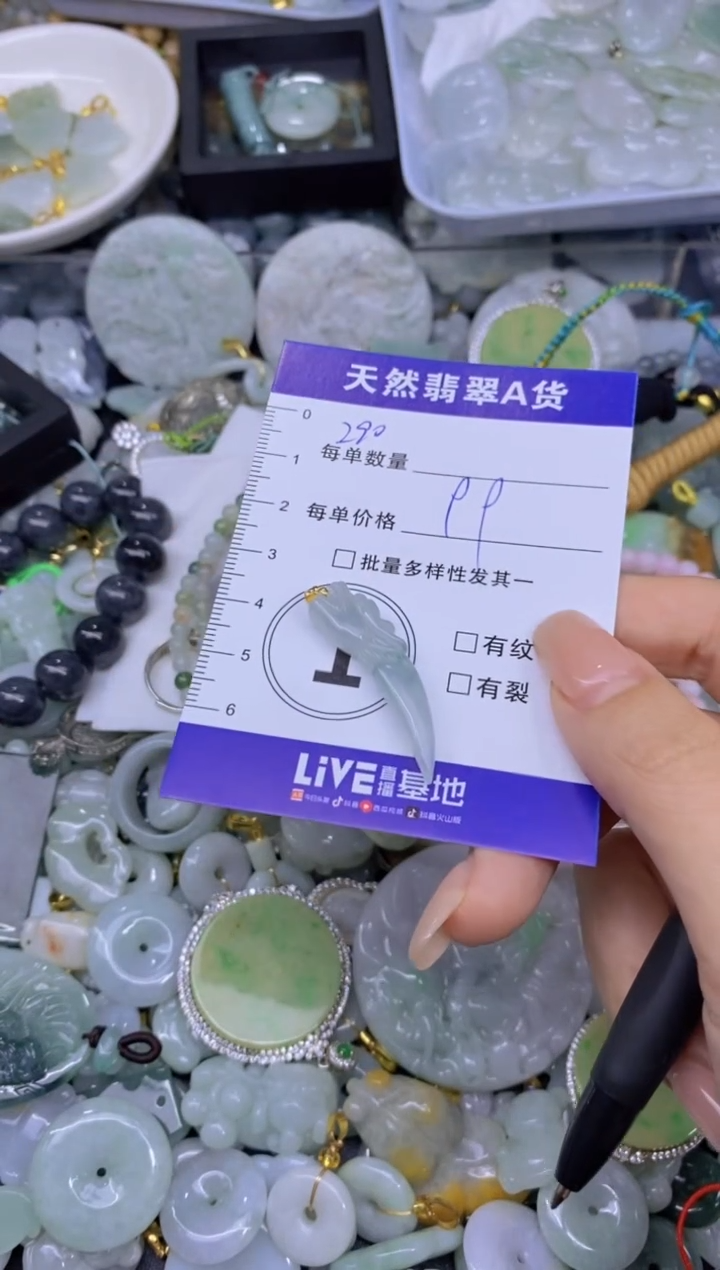 天然翡翠A货
0
290
1
每单数量
2
每单价格 99
3
批量多样性发其一
4
5
有纹
有裂
6
LiVE直播基地
今日头条 抖音 西瓜视频 抖音火山版